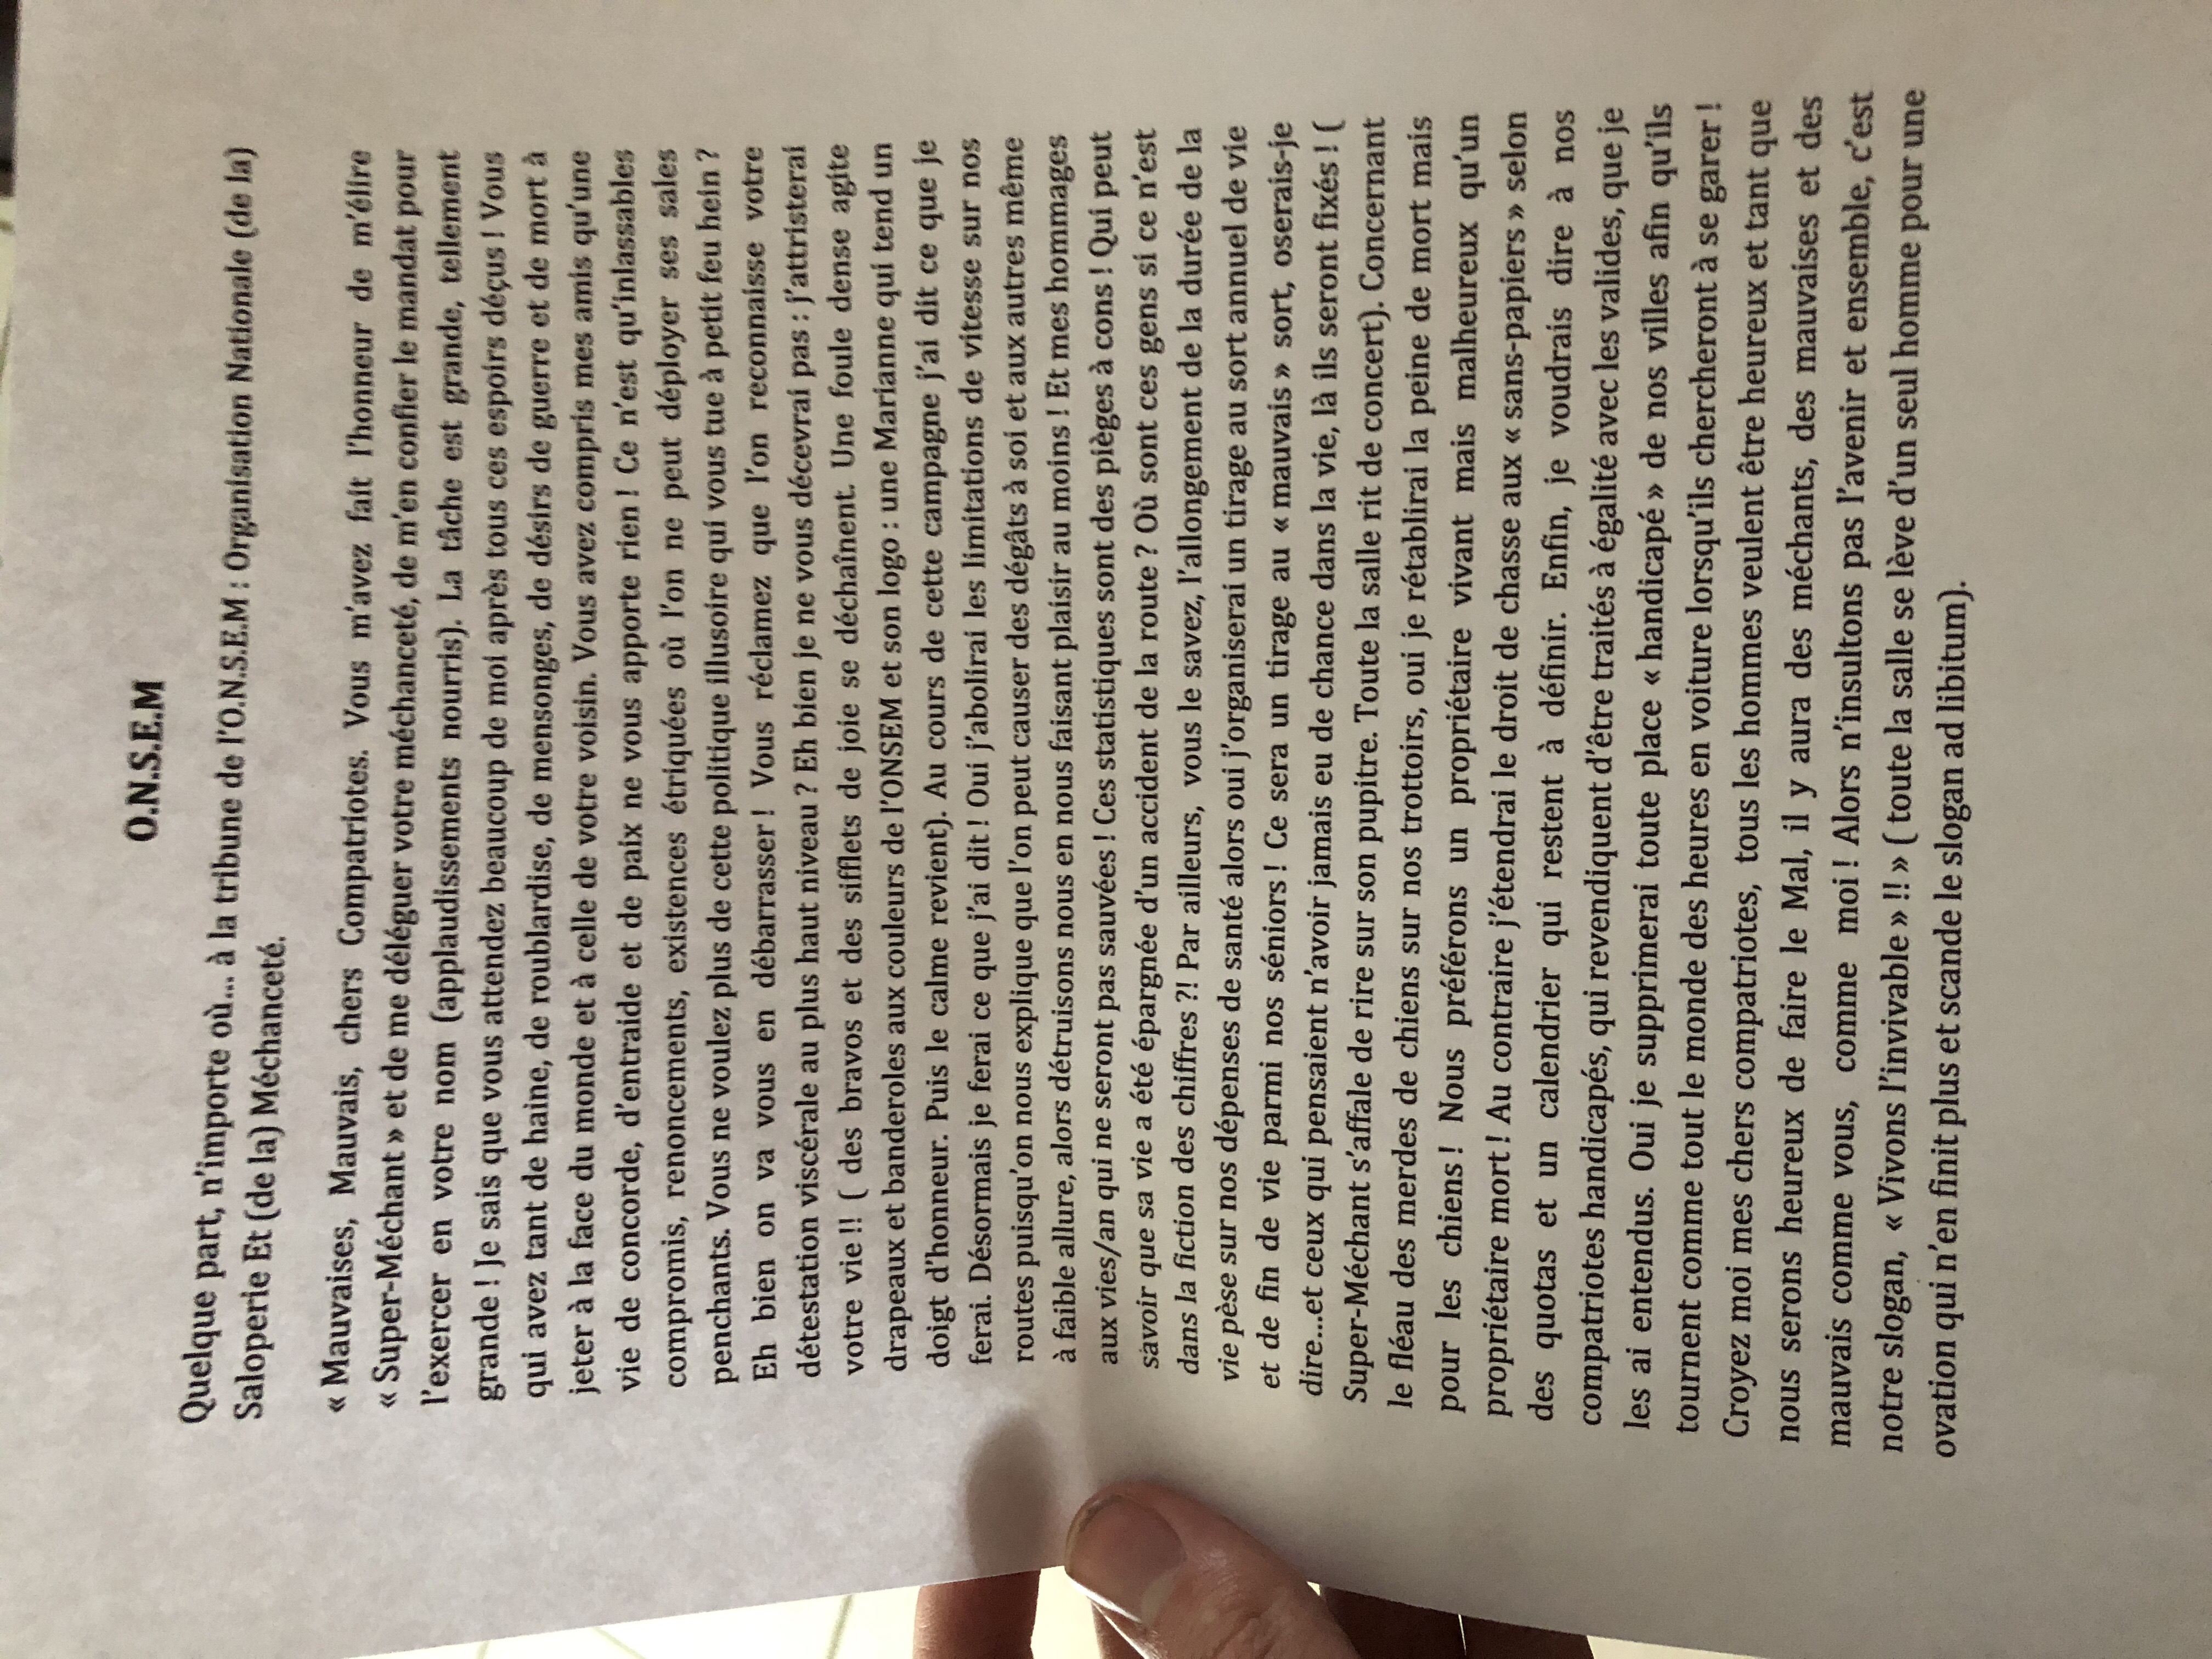 O.N.S.E.M
Quelque part, n'importe où... à la tribune de l'O.N.S.E.M : Organisation Nationale (de la)
Saloperie Et (de la) Méchanceté.
« Mauvaises, Mauvais, chers Compatriotes. Vous m'avez fait l'honneur de m'élire
« Super-Méchant » et de me déléguer votre méchanceté, de m'en confier le mandat pour
l'exercer en votre nom (applaudissements nourris). La tâche est grande, tellement
grande ! Je sais que vous attendez beaucoup de moi après tous ces espoirs déçus ! Vous
qui avez tant de haine, de roublardise, de mensonges, de désirs de guerre et de mort à
jeter à la face du monde et à celle de votre voisin. Vous avez compris mes amis qu'une
vie de concorde, d'entraide et de paix ne vous apporte rien ! Ce n'est qu'inlassables
compromis, renoncements, existences étriquées où l'on ne peut déployer ses sales
penchants. Vous ne voulez plus de cette politique illusoire qui vous tue à petit feu hein ?
Eh bien on va vous en débarrasser ! Vous réclamez que l'on reconnaisse votre
détestation viscérale au plus haut niveau ? Eh bien je ne vous décevrai pas : j'attristerai
votre vie !! ( des bravos et des sifflets de joie se déchaînent. Une foule dense agite
drapeaux et banderoles aux couleurs de l'ONSEM et son logo : une Marianne qui tend un
doigt d'honneur. Puis le calme revient). Au cours de cette campagne j'ai dit ce que je
ferai. Désormais je ferai ce que j'ai dit ! Oui j'abolirai les limitations de vitesse sur nos
routes puisqu'on nous explique que l'on peut causer des dégâts à soi et aux autres même
à faible allure, alors détruisons nous en nous faisant plaisir au moins ! Et mes hommages
aux vies/an qui ne seront pas sauvées ! Ces statistiques sont des pièges à cons ! Qui peut
savoir que sa vie a été épargnée d'un accident de la route ? Où sont ces gens si ce n'est
dans la fiction des chiffres ?! Par ailleurs, vous le savez, l'allongement de la durée de la
vie pèse sur nos dépenses de santé alors oui j'organiserai un tirage au sort annuel de vie
et de fin de vie parmi nos séniors ! Ce sera un tirage au « mauvais » sort, oserais-je
dire...et ceux qui pensaient n'avoir jamais eu de chance dans la vie, là ils seront fixés ! (
Super-Méchant s'affale de rire sur son pupitre. Toute la salle rit de concert). Concernant
le fléau des merdes de chiens sur nos trottoirs, oui je rétablirai la peine de mort mais
pour les chiens ! Nous préférons un propriétaire vivant mais malheureux qu'un
propriétaire mort ! Au contraire j'étendrai le droit de chasse aux « sans-papiers » selon
des quotas et un calendrier qui restent à définir. Enfin, je voudrais dire à nos
compatriotes handicapés, qui revendiquent d'être traités à égalité avec les valides, que je
les ai entendus. Oui je supprimerai toute place « handicapé » de nos villes afin qu'ils
tournent comme tout le monde des heures en voiture lorsqu'ils chercheront à se garer !
Croyez moi mes chers compatriotes, tous les hommes veulent être heureux et tant que
nous serons heureux de faire le Mal, il y aura des méchants, des mauvaises et des
mauvais comme vous, comme moi ! Alors n'insultons pas l'avenir et ensemble, c'est
notre slogan, « Vivons l'invivable » !! » ( toute la salle se lève d'un seul homme pour une
ovation qui n'en finit plus et scande le slogan ad libitum).